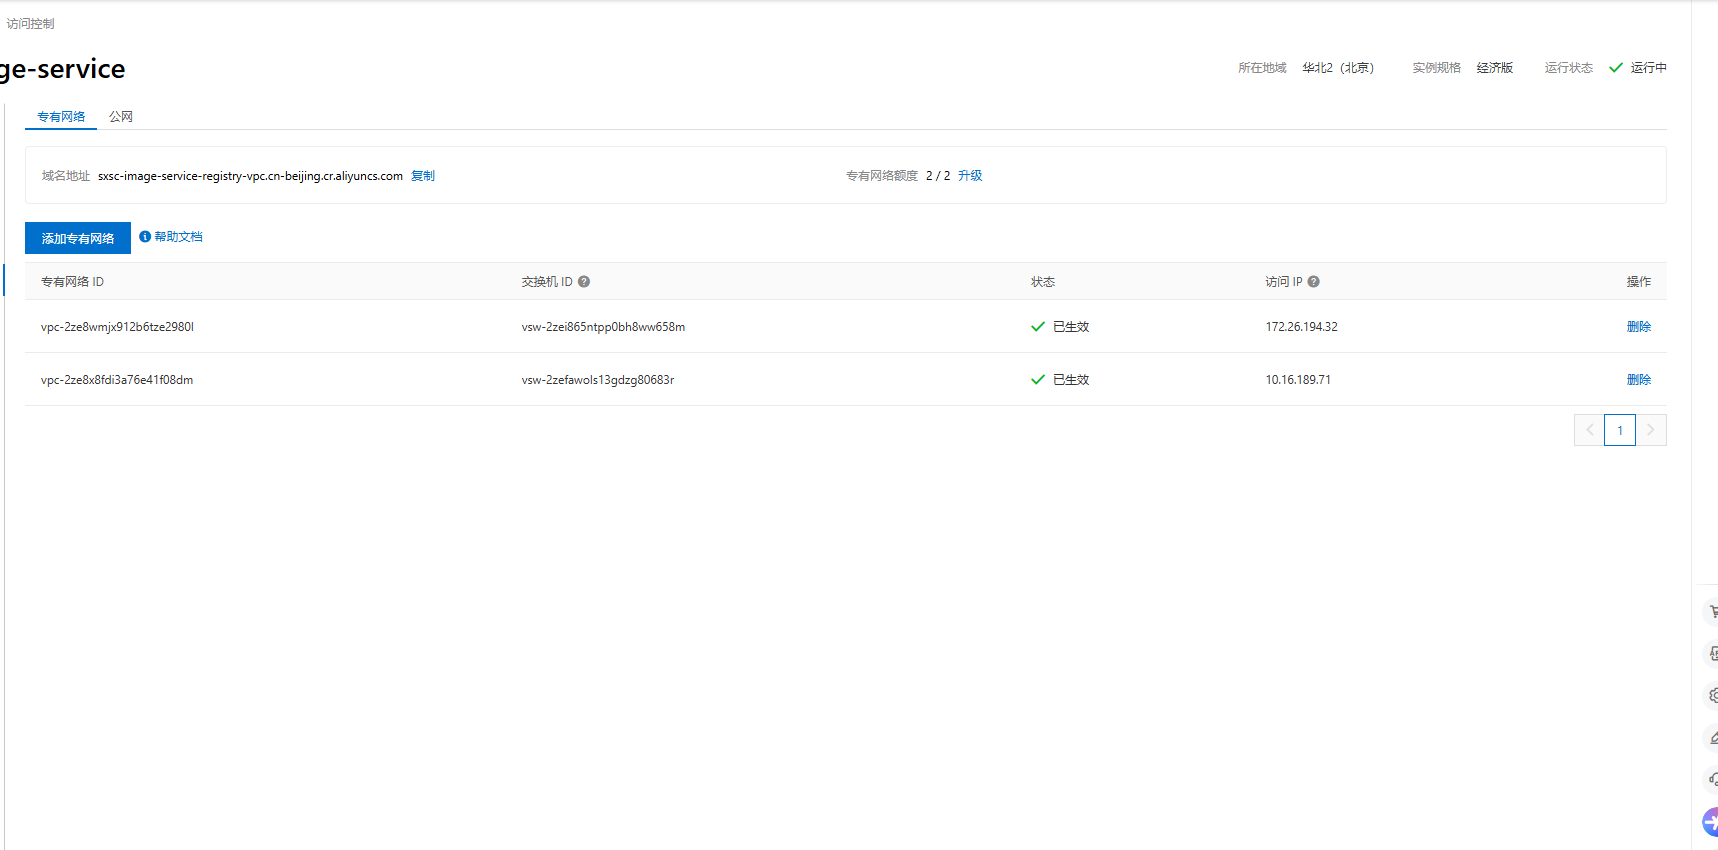 访问控制
ge-service
所在地域 华北2（北京） 实例规格 经济版 运行状态 运行中
专有网络 公网
域名地址 sxsc-image-service-registry-vpc.cn-beijing.cr.aliyuncs.com 复制 专有网络额度 2 / 2 升级
添加专有网络 帮助文档
专有网络 ID 交换机 ID 状态 访问 IP 操作
vpc-2ze8wmjx912b6tze2980l vsw-2zei865ntpp0bh8ww658m 已生效 172.26.194.32 删除
vpc-2ze8x8fdi3a76e41f08dm vsw-2zefawols13gdzg80683r 已生效 10.16.189.71 删除
1